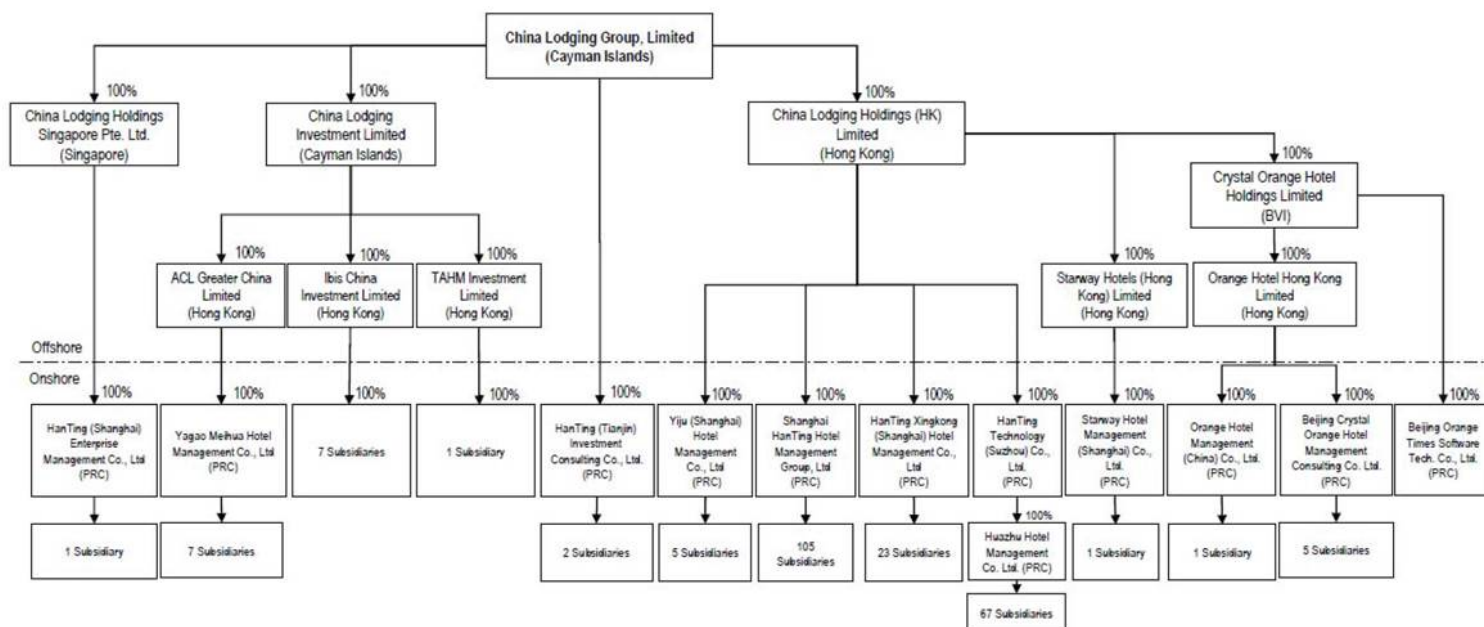 China Lodging Group, Limited
(Cayman Islands)
100%
100%
100%
China Lodging Holdings
Singapore Pte. Ltd.
(Singapore)
China Lodging
Investment Limited
(Cayman Islands)
China Lodging Holdings (HK)
Limited
(Hong Kong)
100%
Crystal Orange Hotel
Holdings Limited
(BVI)
100%
100%
100%
100%
100%
ACL Greater China
Limited
(Hong Kong)
Ibis China
Investment Limited
(Hong Kong)
TAHM Investment
Limited
(Hong Kong)
Starway Hotels (Hong
Kong) Limited
(Hong Kong)
Orange Hotel Hong Kong
Limited
(Hong Kong)
Offshore
Onshore
100%
100%
100%
100%
100%
100%
100%
100%
100%
100%
100%
100%
100%
HanTing (Shanghai)
Enterprise
Management Co., Ltd
(PRC)
Yagao Meihua Hotel
Management Co., Ltd
(PRC)
7 Subsidiaries
1 Subsidiary
HanTing (Tianjin)
Investment
Consulting Co., Ltd.
(PRC)
Yiju (Shanghai)
Hotel
Management
Co., Ltd
(PRC)
Shanghai
HanTing Hotel
Management
Group, Ltd
(PRC)
HanTing Xingkong
(Shanghai) Hotel
Management Co.,
Ltd
(PRC)
HanTing
Technology
(Suzhou) Co.,
Ltd.
(PRC)
Starway Hotel
Management
(Shanghai) Co.,
Ltd.
(PRC)
Orange Hotel
Management
(China) Co., Ltd.
(PRC)
Beijing Crystal
Orange Hotel
Management
Consulting Co. Ltd.
(PRC)
Beijing Orange
Times Software
Tech. Co., Ltd.
(PRC)
100%
1 Subsidiary
7 Subsidiaries
2 Subsidiaries
5 Subsidiaries
105
Subsidiaries
23 Subsidiaries
Huazhu Hotel
Management
Co. Ltd. (PRC)
1 Subsidiary
1 Subsidiary
5 Subsidiaries
67 Subsidiaries